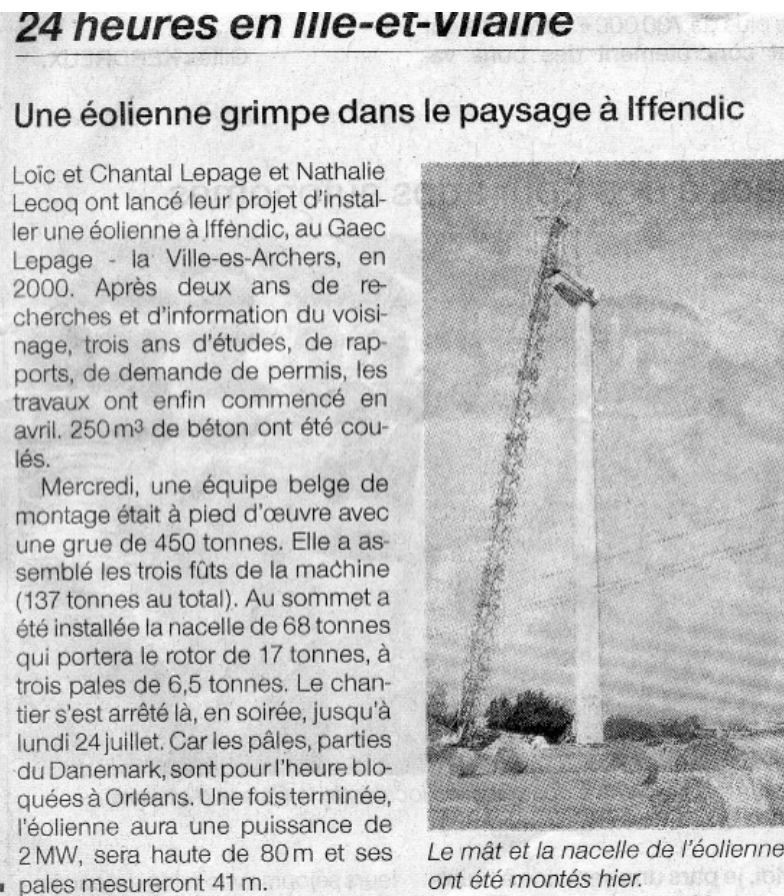 24 heures en Ille-et-Vilaine
Une éolienne grimpe dans le paysage à Iffendic
Loïc et Chantal Lepage et Nathalie
Lecoq ont lancé leur projet d'instal-
ler une éolienne à Iffendic, au Gaec
Lepage - la Ville-es-Archers, en
2000. Après deux ans de re-
cherches et d'information du voisi-
nage, trois ans d'études, de rap-
ports, de demande de permis, les
travaux ont enfin commencé en
avril. 250 m³ de béton ont été cou-
lés.
Mercredi, une équipe belge de
montage était à pied d'œuvre avec
une grue de 450 tonnes. Elle a as-
semblé les trois fûts de la machine
(137 tonnes au total). Au sommet a
été installée la nacelle de 68 tonnes
qui portera le rotor de 17 tonnes, à
trois pales de 6,5 tonnes. Le chan-
tier s'est arrêté là, en soirée, jusqu'à
lundi 24 juillet. Car les pâles, parties
du Danemark, sont pour l'heure blo-
quées à Orléans. Une fois terminée,
l'éolienne aura une puissance de
2 MW, sera haute de 80 m et ses
pales mesureront 41 m.
Le mât et la nacelle de l'éolienne
ont été montés hier.